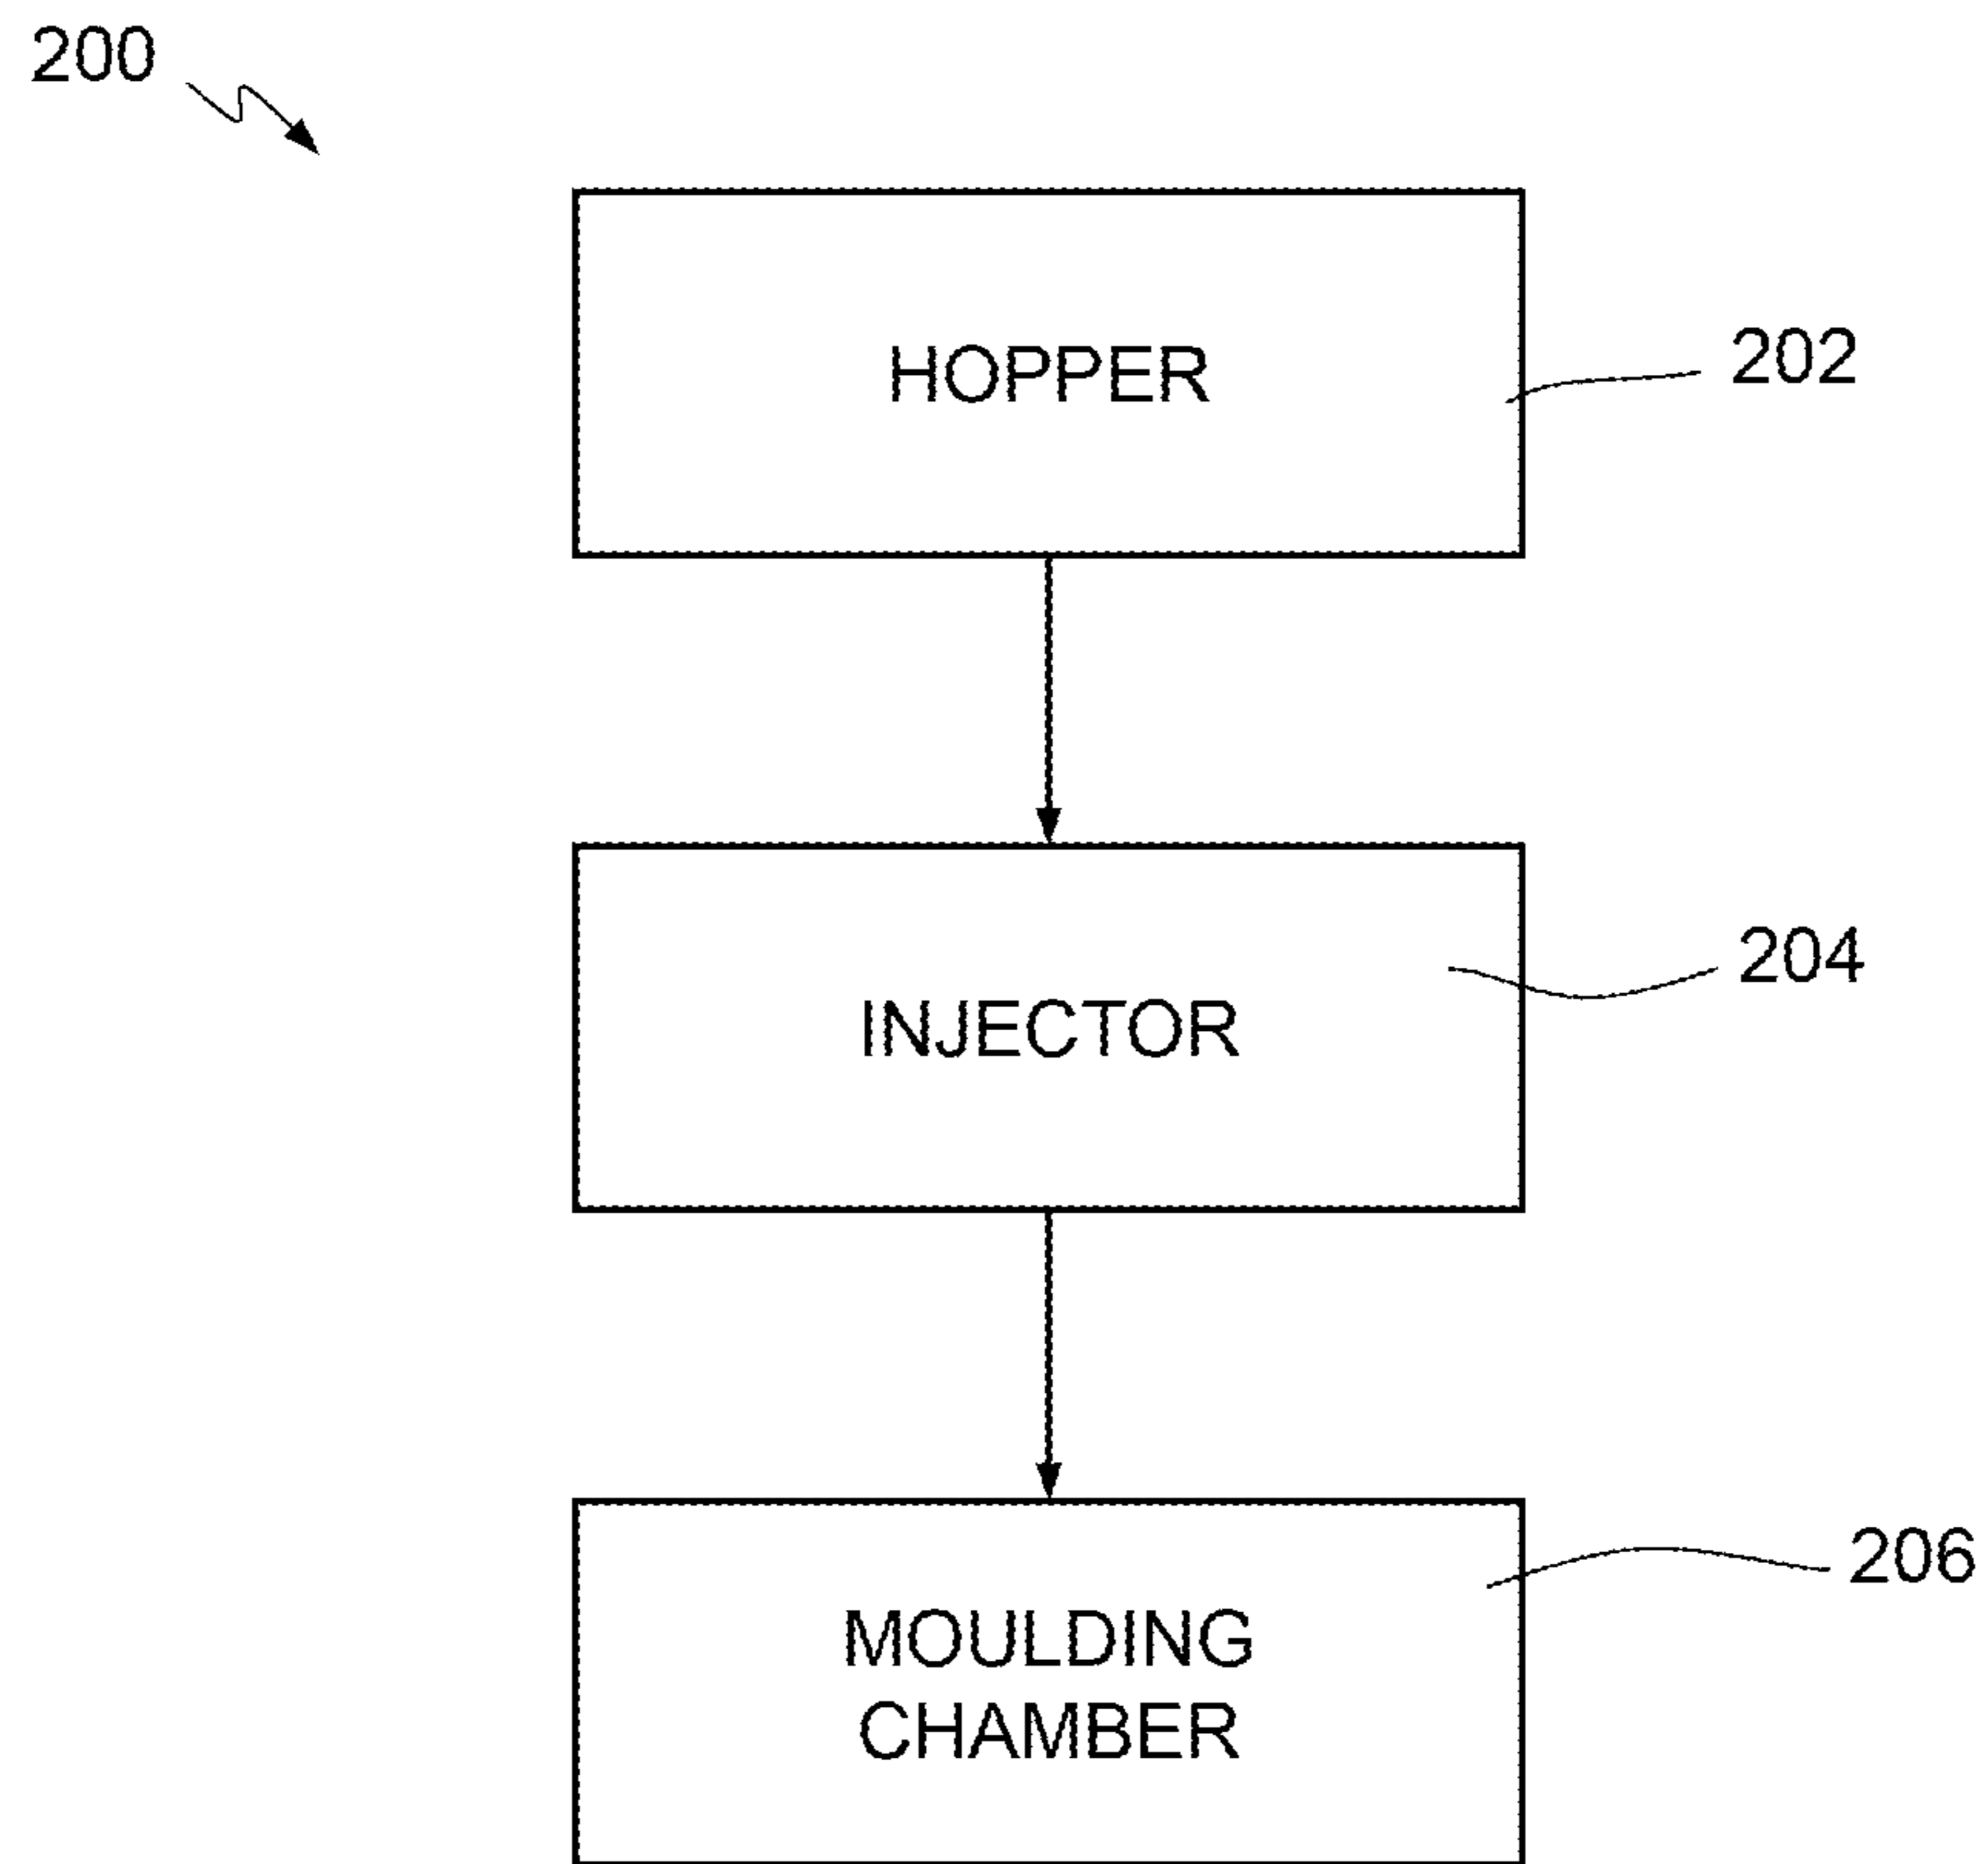 200
HOPPER
202
INJECTOR
204
MOULDING
CHAMBER
206